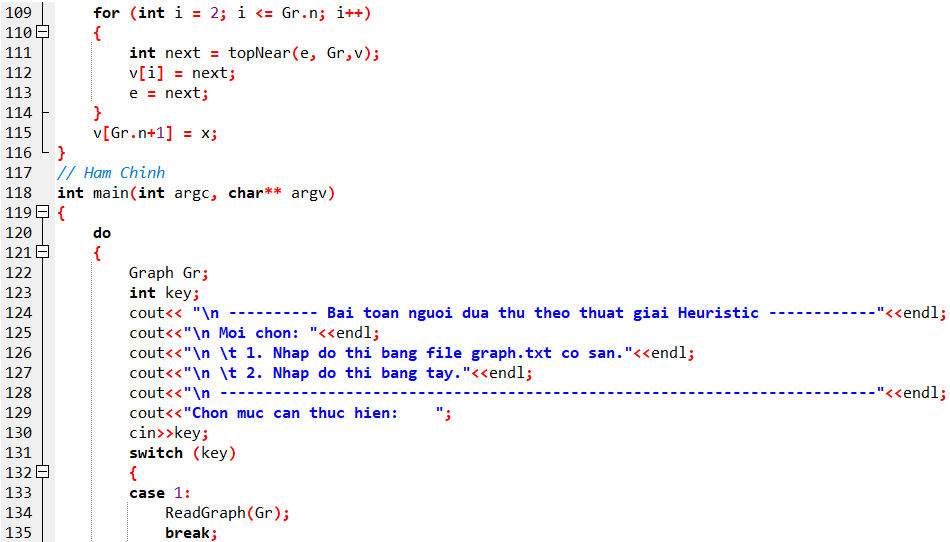 109 for (int i = 2; i <= Gr.n; i++)
110 {
111 int next = topNear(e, Gr,v);
112 v[i] = next;
113 e = next;
114 }
115 v[Gr.n+1] = x;
116 }
117 // Ham Chinh
118 int main(int argc, char** argv)
119 {
120 do
121 {
122 Graph Gr;
123 int key;
124 cout<< "\n ---------- Bai toan nguoi dua thu theo thuat giai Heuristic ------------"<<endl;
125 cout<<"\n Moi chon: "<<endl;
126 cout<<"\n \t 1. Nhap do thi bang file graph.txt co san."<<endl;
127 cout<<"\n \t 2. Nhap do thi bang tay."<<endl;
128 cout<<"\n -------------------------------------------------------------------------"<<endl;
129 cout<<"Chon muc can thuc hien:    ";
130 cin>>key;
131 switch (key)
132 {
133 case 1:
134 ReadGraph(Gr);
135 break;